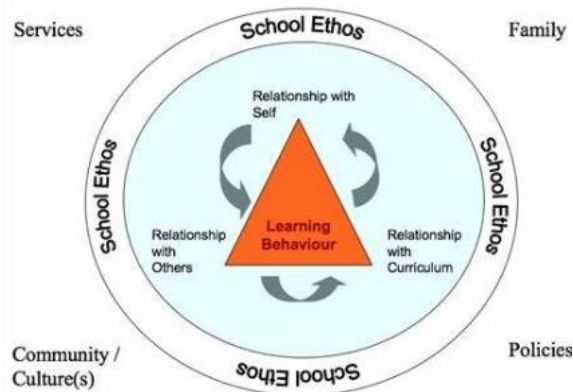 Services
School Ethos
Family
Relationship with
Self
School Ethos
School Ethos
Learning
Behaviour
Relationship
with
Others
Relationship
with
Curriculum
Community /
Culture(s)
School Ethos
Policies